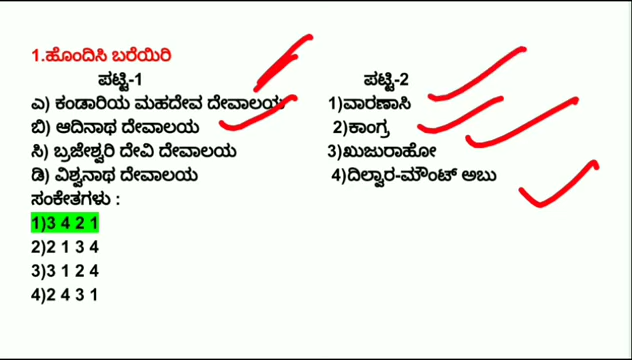 1.ಹೊಂದಿಸಿ ಬರೆಯಿರಿ
ಪಟ್ಟಿ-1 ಪಟ್ಟಿ-2
ಎ) ಕಂಡಾರಿಯ ಮಹದೇವ ದೇವಾಲಯ 1)ವಾರಣಾಸಿ
ಬಿ) ಆದಿನಾಥ ದೇವಾಲಯ 2)ಕಾಂಗ್ರ
ಸಿ) ಬ್ರಜೇಶ್ವರಿ ದೇವಿ ದೇವಾಲಯ 3)ಖುಜುರಾಹೋ
ಡಿ) ವಿಶ್ವನಾಥ ದೇವಾಲಯ 4)ದಿಲ್ವಾರ-ಮೌಂಟ್ ಅಬು
ಸಂಕೇತಗಳು :
1)3 4 2 1
2)2 1 3 4
3)3 1 2 4
4)2 4 3 1